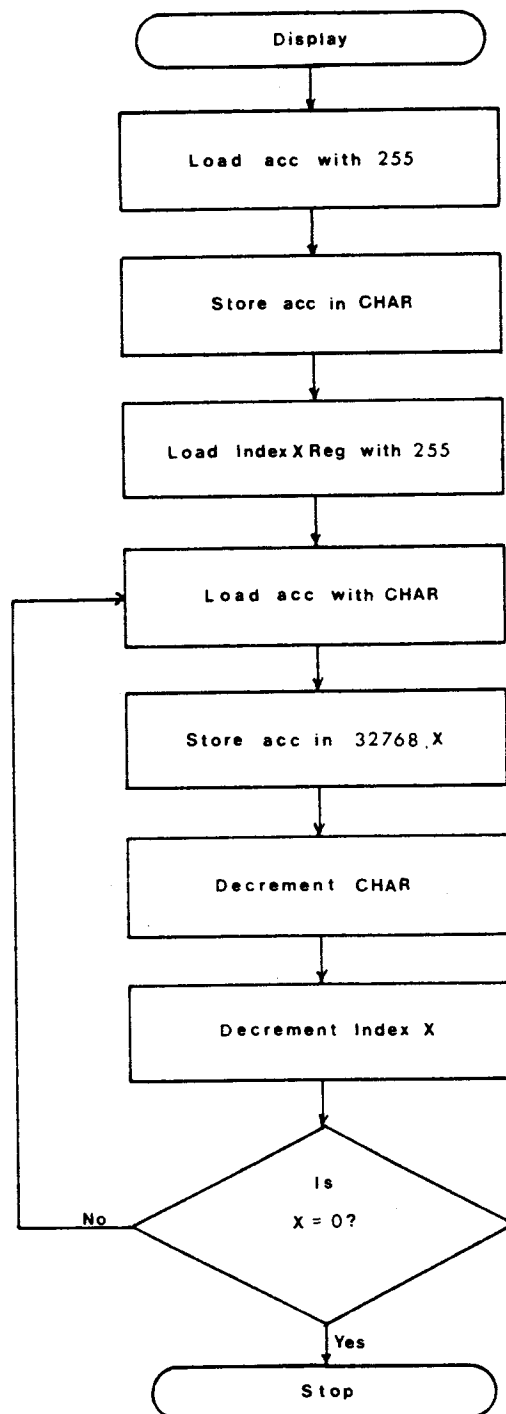 Display
Load acc with 255
Store acc in CHAR
Load Index X Reg with 255
Load acc with CHAR
Store acc in 32768,X
Decrement CHAR
Decrement Index X
Is
X = 0?
No
Yes
Stop